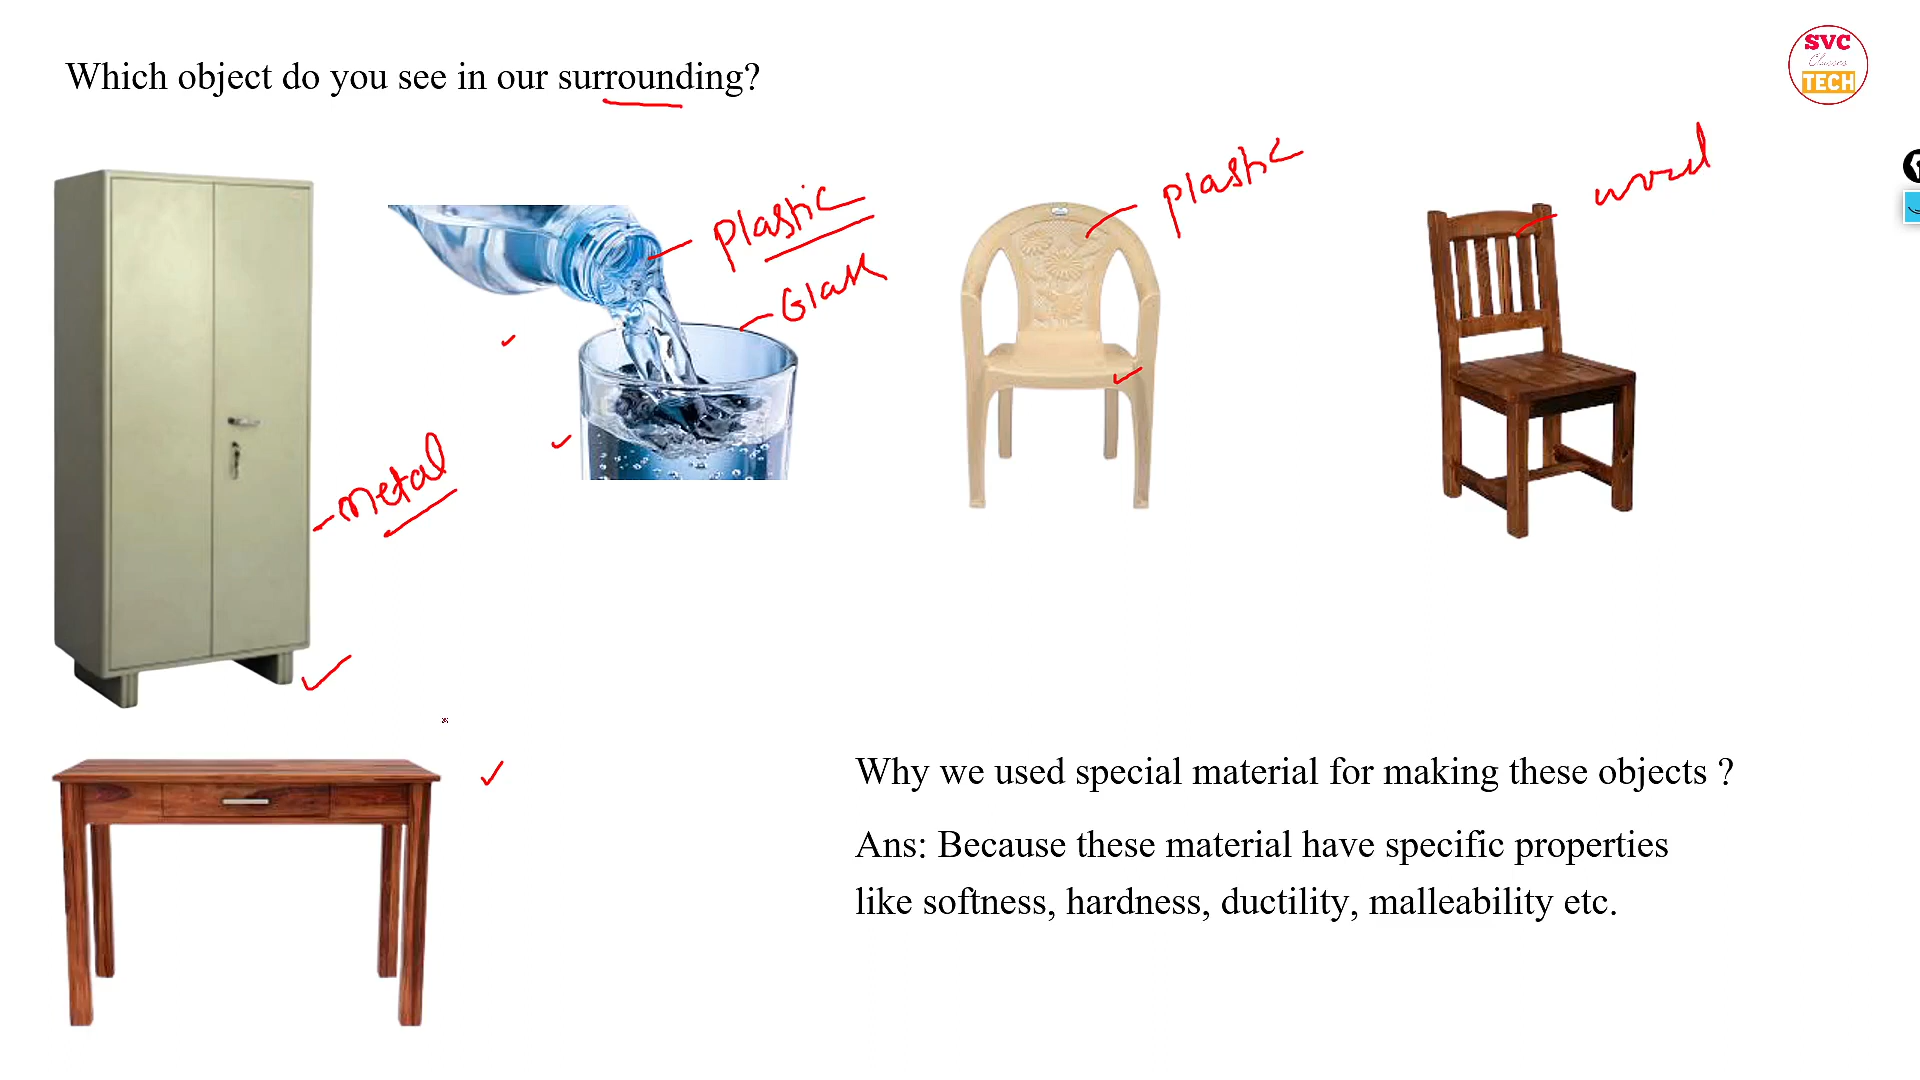 Which object do you see in our surrounding?
SVC
Classes
TECH
plastic
Glass
plastic
wood
metal
Why we used special material for making these objects ?
Ans: Because these material have specific properties
like softness, hardness, ductility, malleability etc.